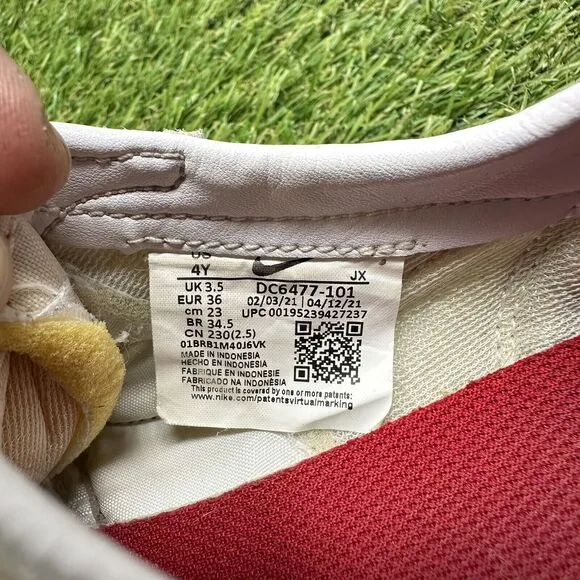 US
4Y JX
UK 3.5 DC6477-101
EUR 36 02/03/21 04/12/21
cm 23 UPC 00195239427237
BR 34.5
CN 230(2.5)
01BRB1M40J6VK
MADE IN INDONESIA
HECHO EN INDONESIA
FABRIQUE EN INDONESIE
FABRICADO NA INDONESIA
This product is covered by one or more patents:
www.nike.com/patentsvirtualmarking